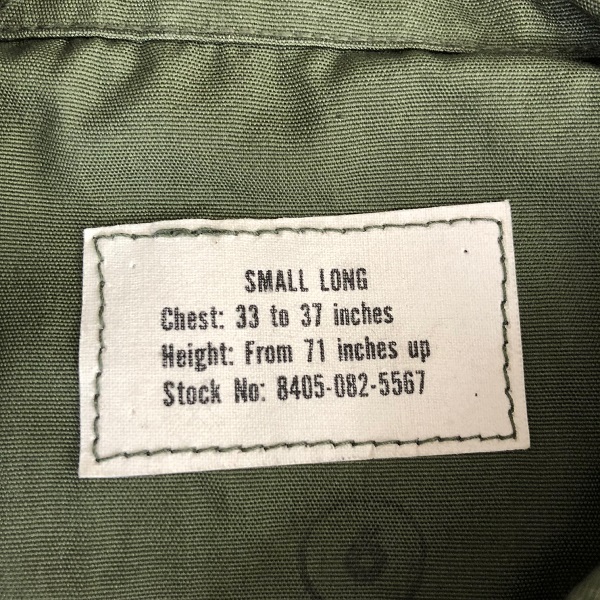 SMALL LONG
Chest: 33 to 37 inches
Height: From 71 inches up
Stock No: 8405-082-5567